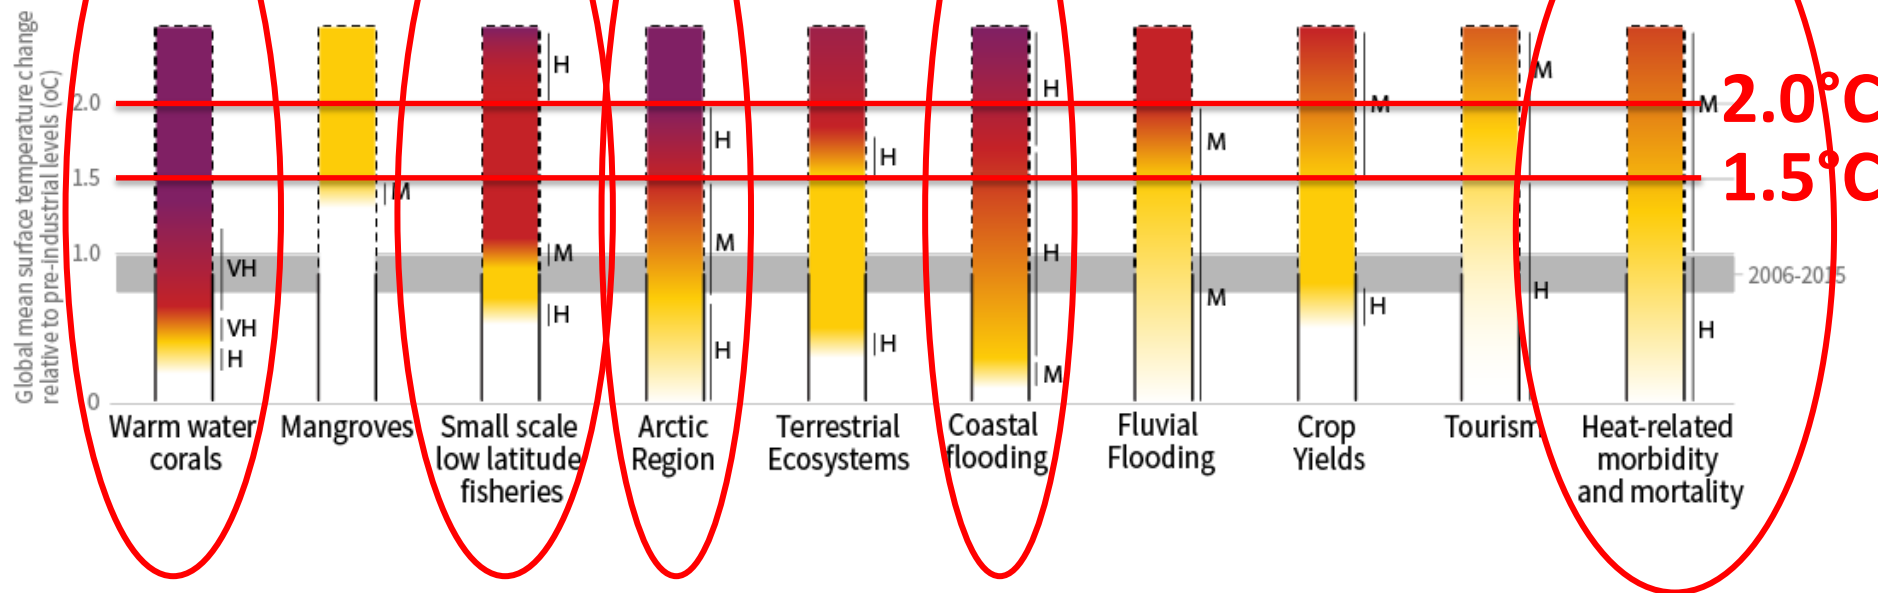 Global mean surface temperature change
relative to pre-industrial levels (oC)
2.0
1.5
1.0
0
VH
VH
H
M
H
M
H
H
M
H
H
H
H
H
M
M
M
M
H
M
H
M
H
2.0°C
1.5°C
2006-2015
Warm water
corals
Mangroves
Small scale
low latitude
fisheries
Arctic
Region
Terrestrial
Ecosystems
Coastal
flooding
Fluvial
Flooding
Crop
Yields
Tourism
Heat-related
morbidity
and mortality